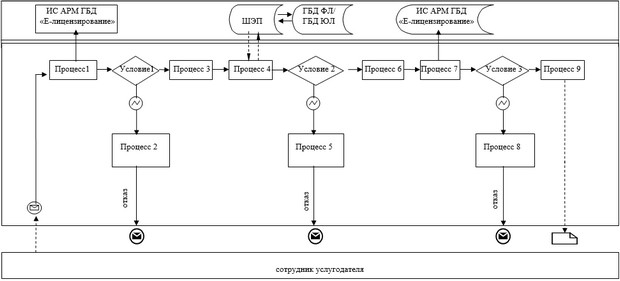 ИС АРМ ГБД
«Е-лицензирование»
ШЭП
ГБД ФЛ/
ГБД ЮЛ
ИС АРМ ГБД
«Е-лицензирование»
Процесс1
Условие1
Процесс 3
Процесс 4
Условие 2
Процесс 6
Процесс 7
Условие 3
Процесс 9
Процесс 2
Процесс 5
Процесс 8
отказ
отказ
отказ
сотрудник услугодателя